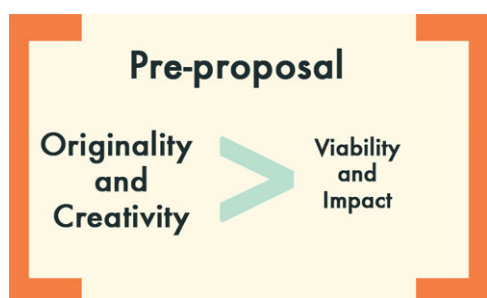 Pre-proposal
Originality
and
Creativity
>
Viability
and
Impact